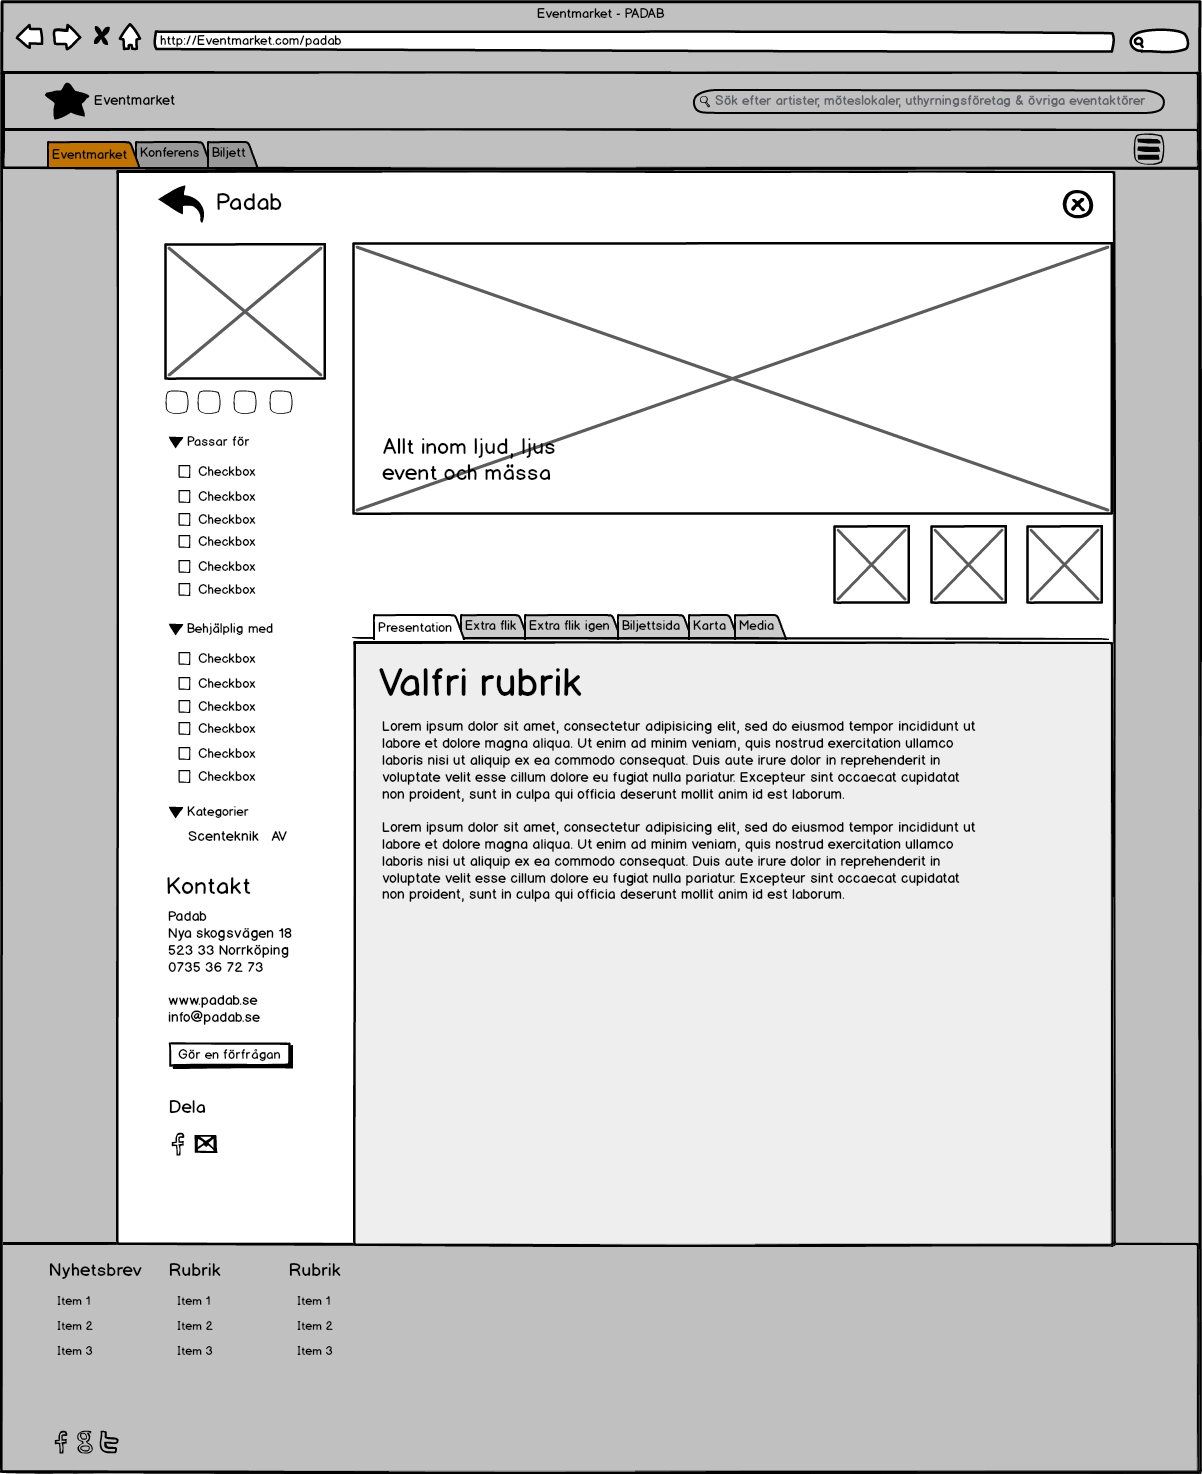 Eventmarket - PADAB
http://Eventmarket.com/padab
Eventmarket
Sök efter artister, möteslokaler, uthyrningsföretag & övriga eventaktörer
Eventmarket Konferens Biljett
Padab
Allt inom ljud, ljus
event och mässa
Passar för
Checkbox
Checkbox
Checkbox
Checkbox
Checkbox
Checkbox
Behjälplig med
Checkbox
Checkbox
Checkbox
Checkbox
Checkbox
Checkbox
Kategorier
Scenteknik AV
Kontakt
Padab
Nya skogsvägen 18
523 33 Norrköping
0735 36 72 73
www.padab.se
info@padab.se
Gör en förfrågan
Dela
Presentation Extra flik Extra flik igen Biljettsida Karta Media
Valfri rubrik
Lorem ipsum dolor sit amet, consectetur adipisicing elit, sed do eiusmod tempor incididunt ut
labore et dolore magna aliqua. Ut enim ad minim veniam, quis nostrud exercitation ullamco
laboris nisi ut aliquip ex ea commodo consequat. Duis aute irure dolor in reprehenderit in
voluptate velit esse cillum dolore eu fugiat nulla pariatur. Excepteur sint occaecat cupidatat
non proident, sunt in culpa qui officia deserunt mollit anim id est laborum.
Lorem ipsum dolor sit amet, consectetur adipisicing elit, sed do eiusmod tempor incididunt ut
labore et dolore magna aliqua. Ut enim ad minim veniam, quis nostrud exercitation ullamco
laboris nisi ut aliquip ex ea commodo consequat. Duis aute irure dolor in reprehenderit in
voluptate velit esse cillum dolore eu fugiat nulla pariatur. Excepteur sint occaecat cupidatat
non proident, sunt in culpa qui officia deserunt mollit anim id est laborum.
Nyhetsbrev
Item 1
Item 2
Item 3
Rubrik
Item 1
Item 2
Item 3
Rubrik
Item 1
Item 2
Item 3